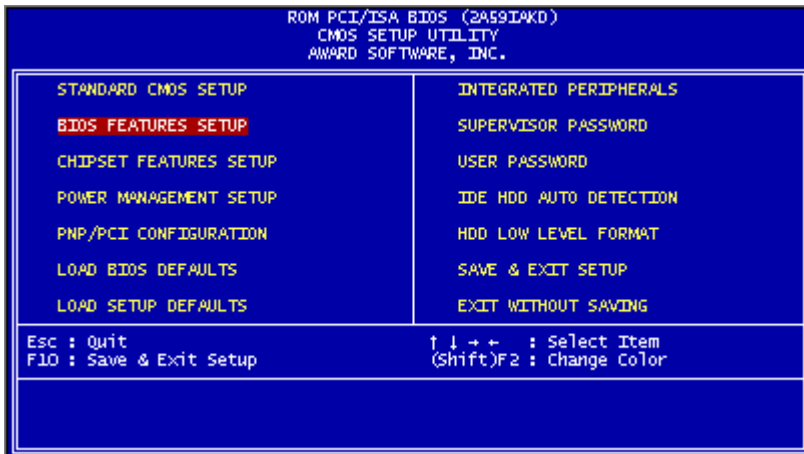 ROM PCI/ISA BIOS (2A59IAKD)
CMOS SETUP UTILITY
AWARD SOFTWARE, INC.
STANDARD CMOS SETUP
BIOS FEATURES SETUP
CHIPSET FEATURES SETUP
POWER MANAGEMENT SETUP
PNP/PCI CONFIGURATION
LOAD BIOS DEFAULTS
LOAD SETUP DEFAULTS
INTEGRATED PERIPHERALS
SUPERVISOR PASSWORD
USER PASSWORD
IDE HDD AUTO DETECTION
HDD LOW LEVEL FORMAT
SAVE & EXIT SETUP
EXIT WITHOUT SAVING
Esc : Quit
F10 : Save & Exit Setup
↑ ↓ → ← : Select Item
(Shift)F2 : Change Color